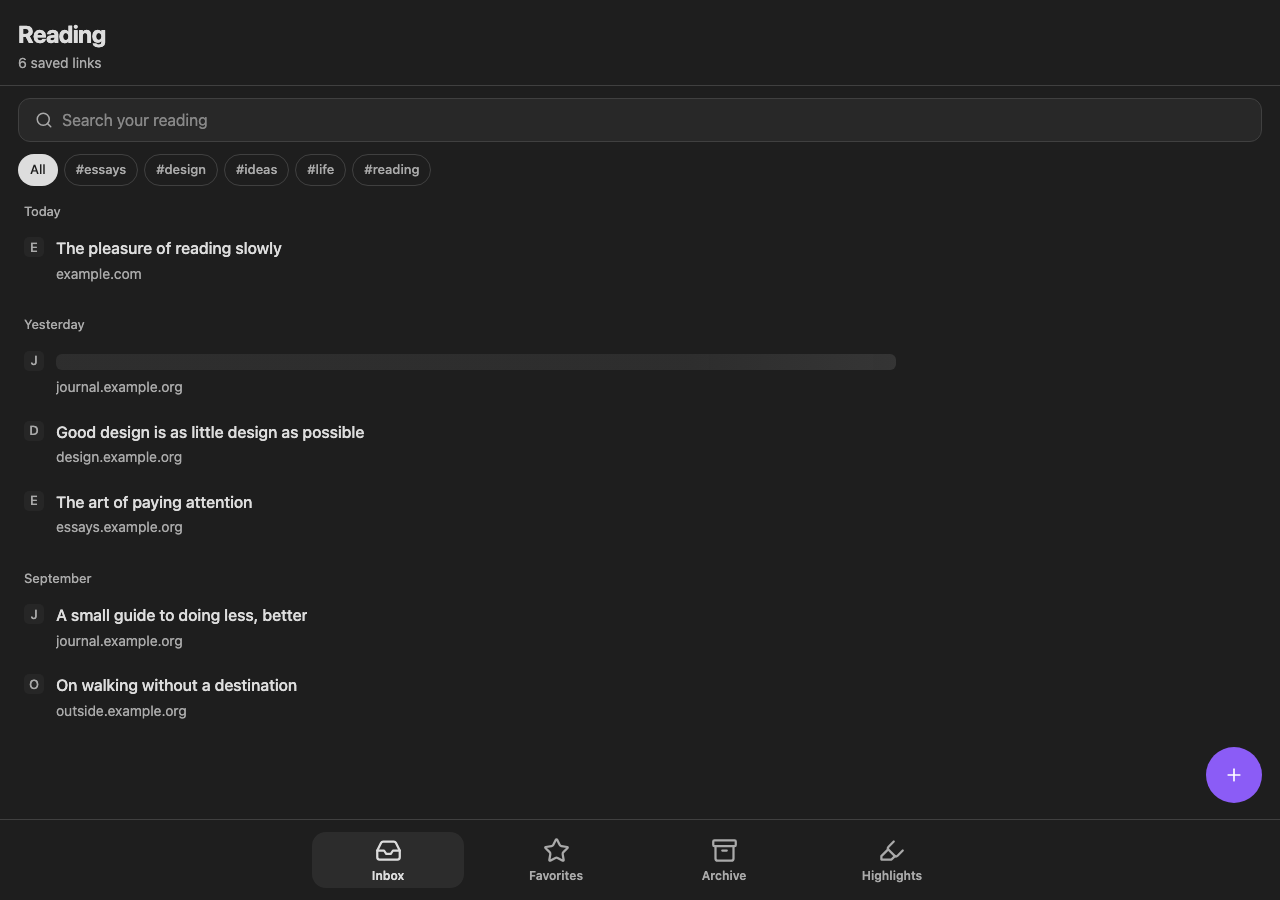 Reading
6 saved links
Search your reading
All #essays #design #ideas #life #reading
Today
E The pleasure of reading slowly
example.com
Yesterday
J
journal.example.org
D Good design is as little design as possible
design.example.org
E The art of paying attention
essays.example.org
September
J A small guide to doing less, better
journal.example.org
O On walking without a destination
outside.example.org
Inbox Favorites Archive Highlights